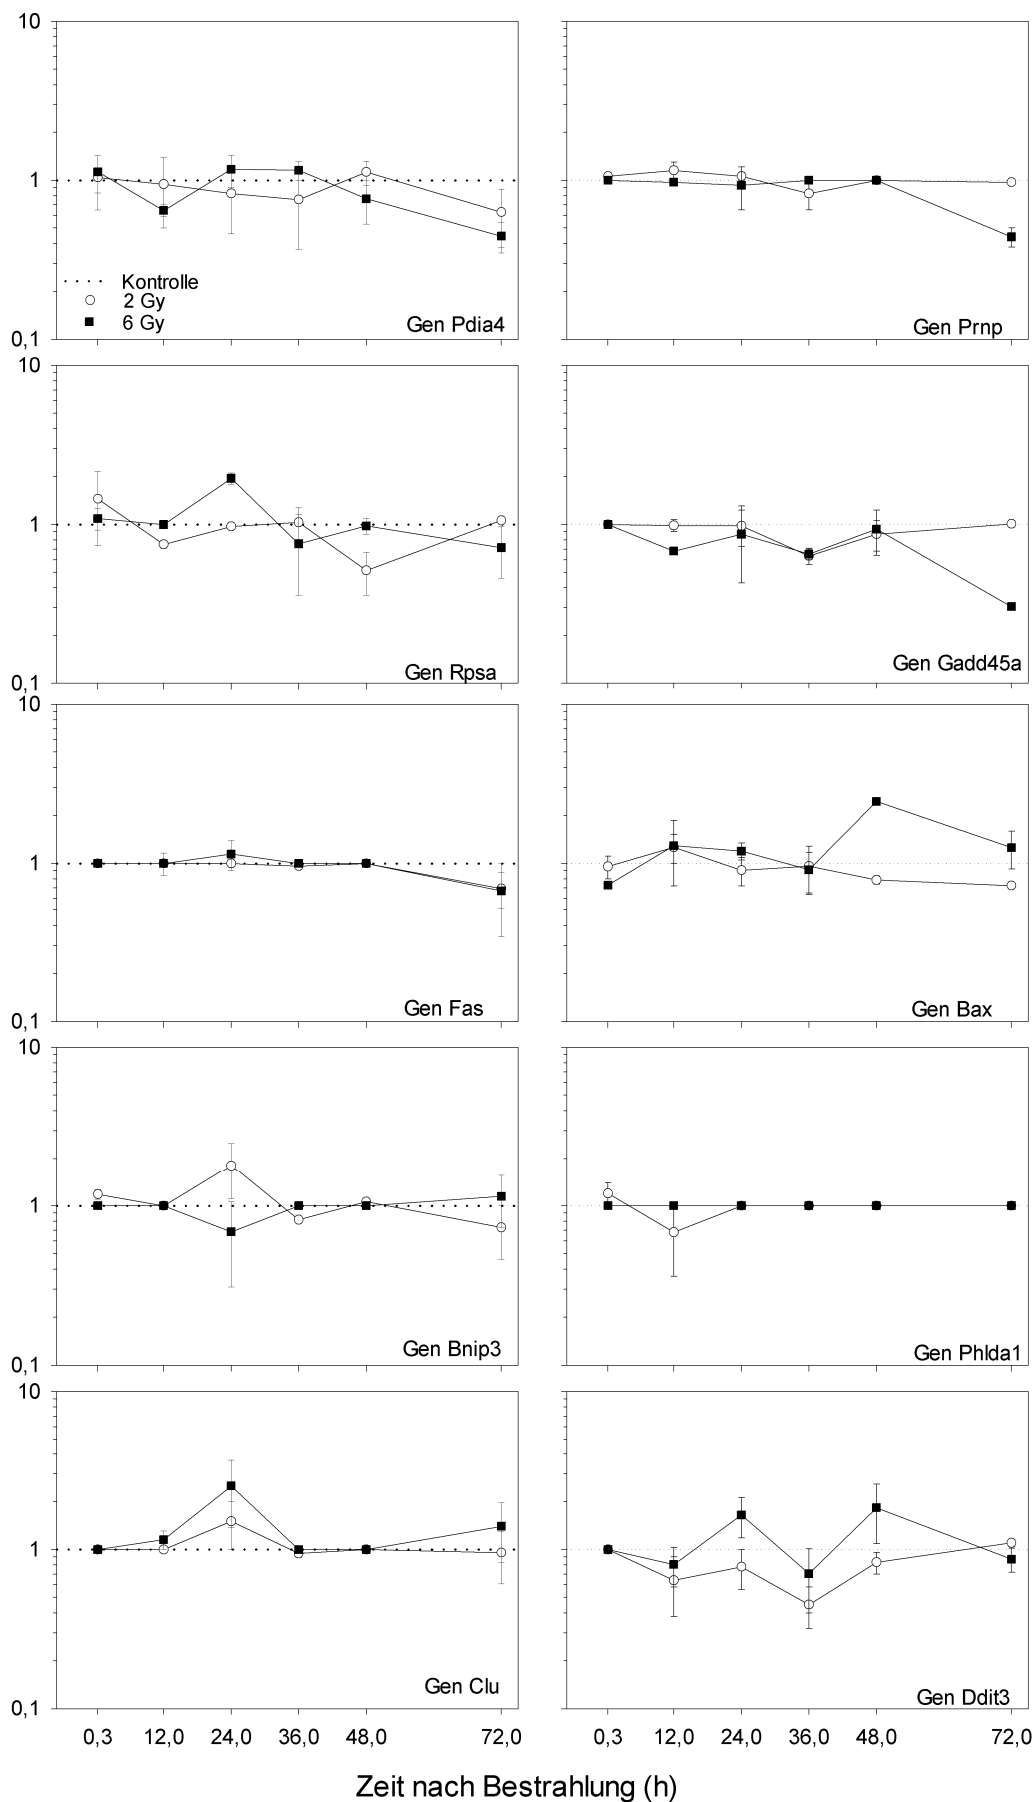 10
1
0,1
Kontrolle
2 Gy
6 Gy
Gen Pdia4
Gen Prnp
10
1
0,1
Gen Rpsa
Gen Gadd45a
10
1
0,1
Gen Fas
Gen Bax
10
1
0,1
Gen Bnip3
Gen Phlda1
10
1
0,1
Gen Clu
Gen Ddit3
0,3 12,0 24,0 36,0 48,0 72,0
0,3 12,0 24,0 36,0 48,0 72,0
Zeit nach Bestrahlung (h)